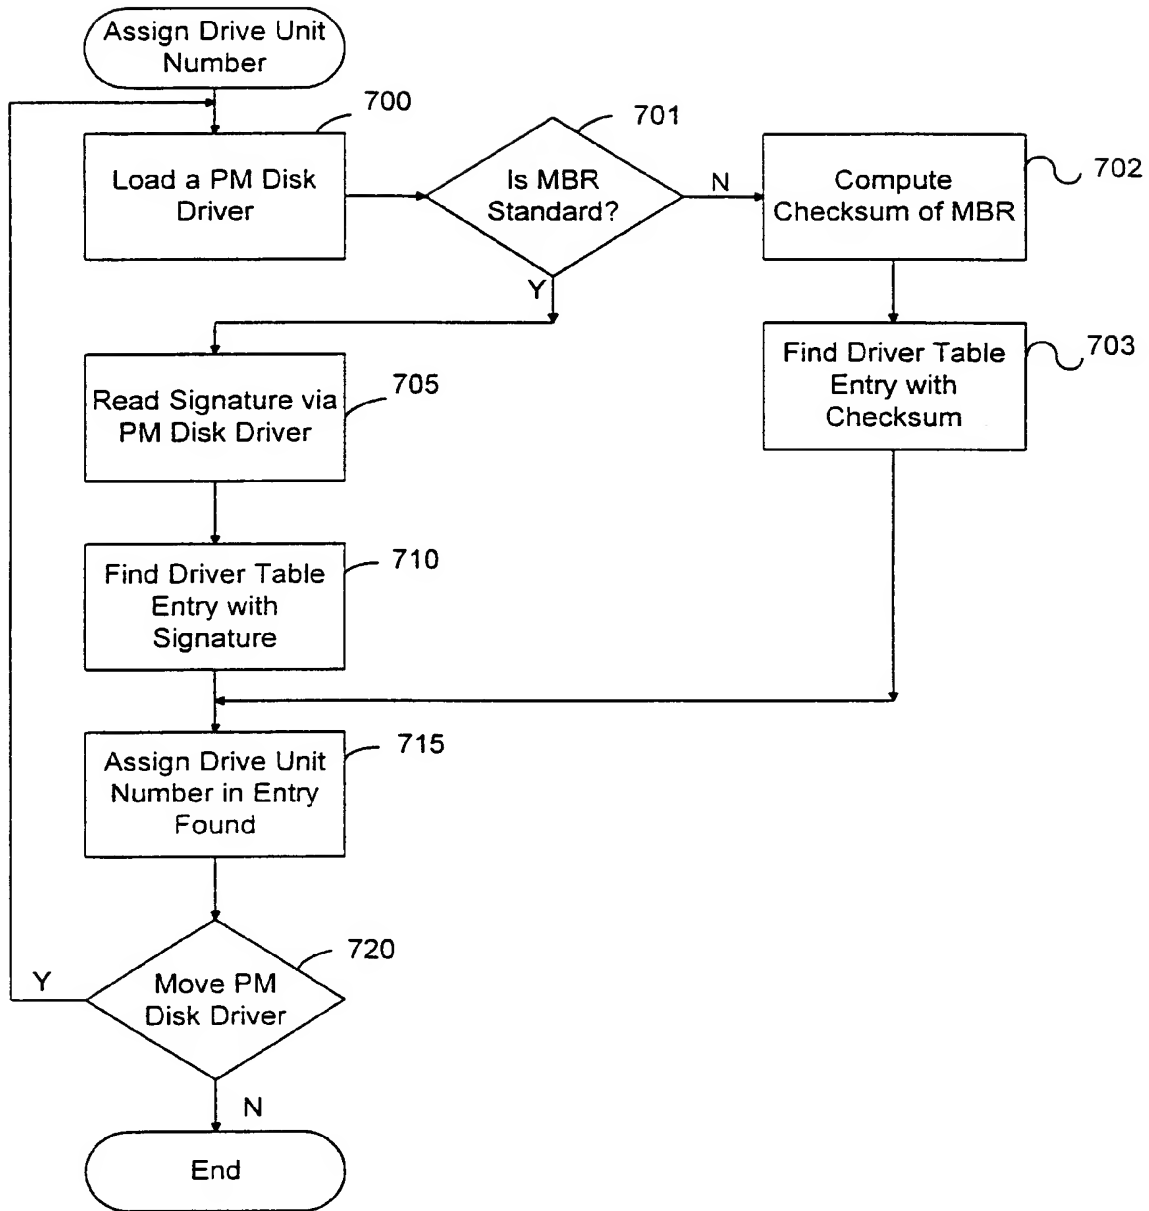 Assign Drive Unit
Number
700
Load a PM Disk
Driver
701
Is MBR
Standard?
N
Y
702
Compute
Checksum of MBR
703
Find Driver Table
Entry with
Checksum
705
Read Signature via
PM Disk Driver
710
Find Driver Table
Entry with
Signature
715
Assign Drive Unit
Number in Entry
Found
720
Move PM
Disk Driver
Y
N
End